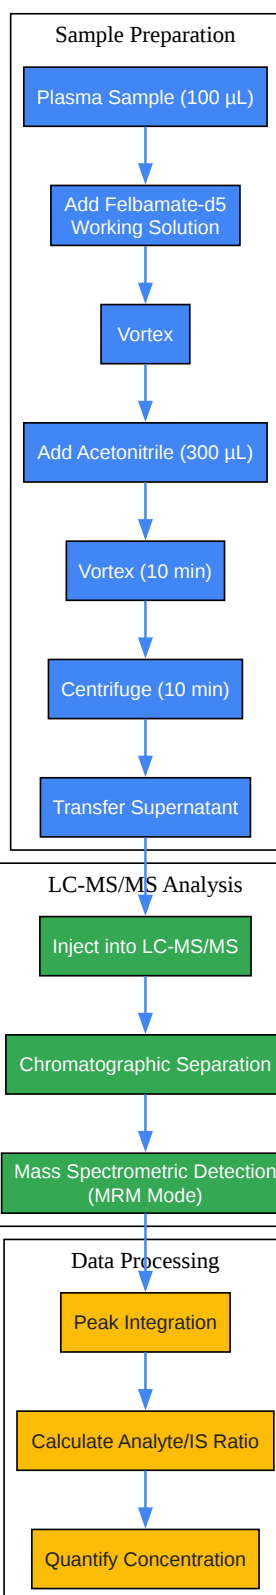 Sample Preparation
Plasma Sample (100 µL)
Add Felbamate-d5
Working Solution
Vortex
Add Acetonitrile (300 µL)
Vortex (10 min)
Centrifuge (10 min)
Transfer Supernatant
LC-MS/MS Analysis
Inject into LC-MS/MS
Chromatographic Separation
Mass Spectrometric Detection
(MRM Mode)
Data Processing
Peak Integration
Calculate Analyte/IS Ratio
Quantify Concentration